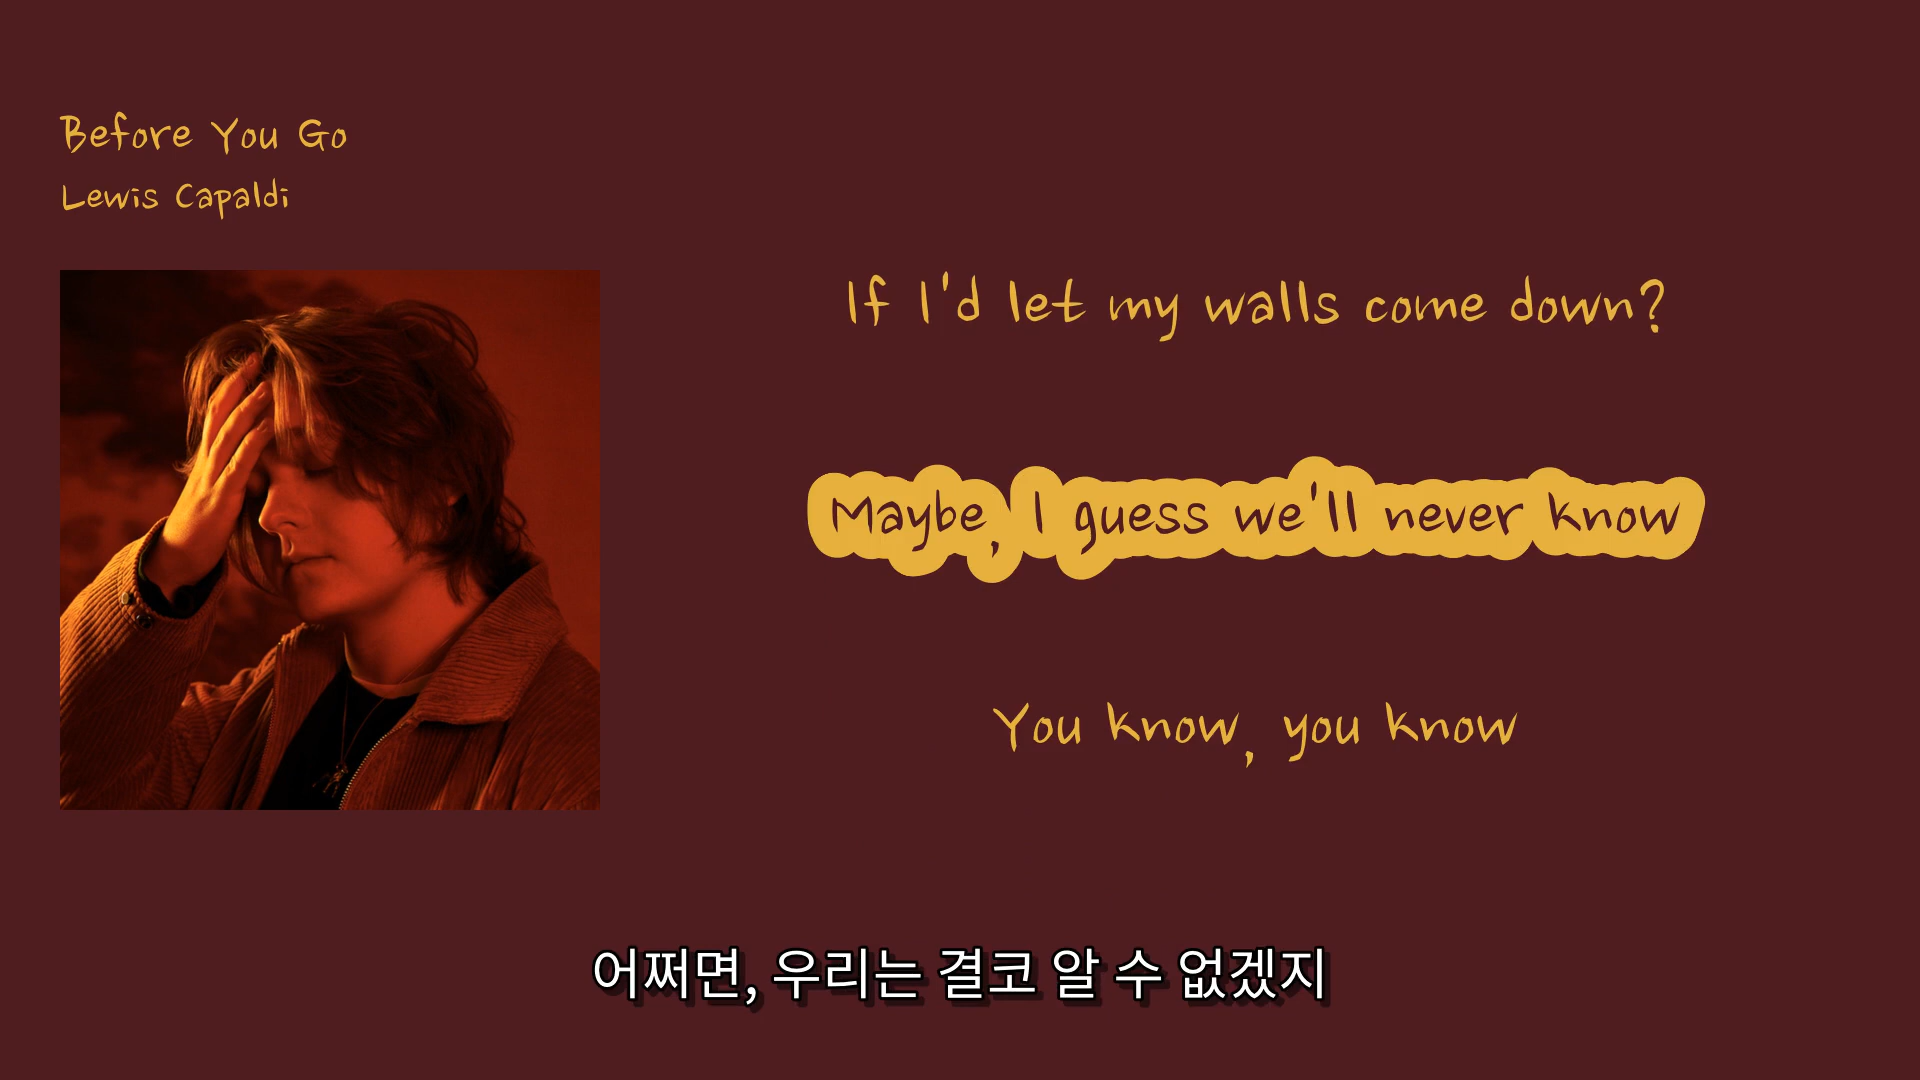 Before You Go
Lewis Capaldi
If I'd let my walls come down?
Maybe, I guess we'll never know
You know, you know
어쩌면, 우리는 결코 알 수 없겠지